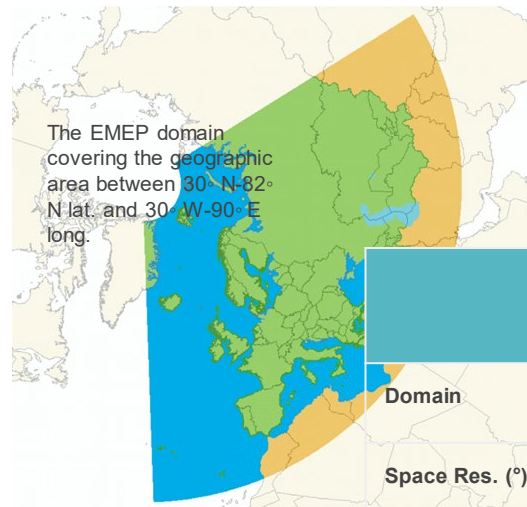 The EMEP domain
covering the geographic
area between 30◦ N-82◦
N lat. and 30◦ W-90◦ E
long.
Domain
Space Res. (°)